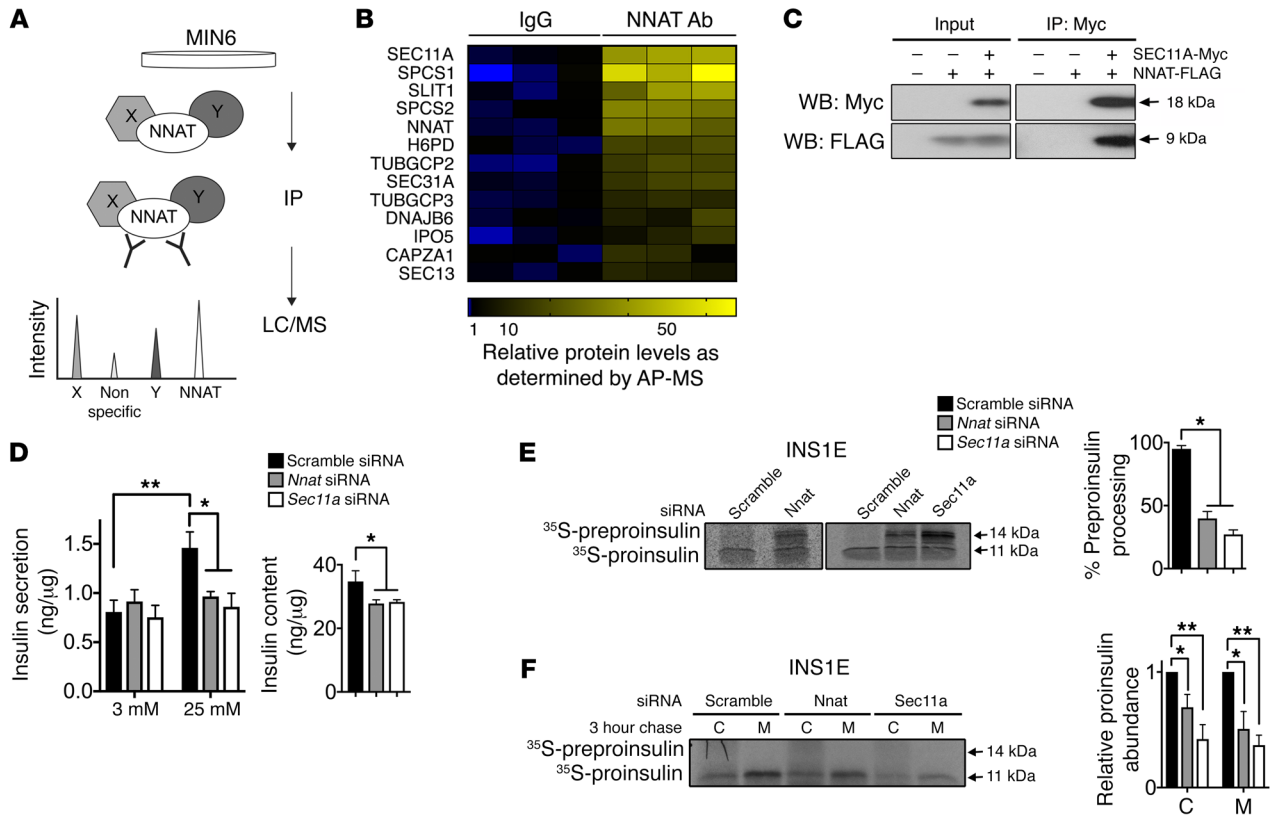 A
MIN6
X
Y
NNAT
X
Y
NNAT
IP
LC/MS
Intensity
X Non specific Y NNAT
B
IgG NNAT Ab
SEC11A
SPCS1
SLIT1
SPCS2
NNAT
H6PD
TUBGCP2
SEC31A
TUBGCP3
DNAJB6
IPO5
CAPZA1
SEC13
1 10 50
Relative protein levels as
determined by AP-MS
C
Input IP: Myc
– – + – – + SEC11A-Myc
– + + – + + NNAT-FLAG
WB: Myc 18 kDa
WB: FLAG 9 kDa
D
Scramble siRNA
Nnat siRNA
Sec11a siRNA
Insulin secretion
(ng/µg)
1.5
1.0
0.5
0.0
** *
3 mM 25 mM
Insulin content
(ng/µg)
40
20
0
*
E
INS1E
Scramble siRNA
Nnat siRNA
Sec11a siRNA
siRNA Scramble Nnat Scramble Nnat Sec11a
35S-preproinsulin 14 kDa
35S-proinsulin 11 kDa
% Preproinsulin
processing
100
50
0
*
F
INS1E
siRNA Scramble Nnat Sec11a
3 hour chase C M C M C M
35S-preproinsulin 14 kDa
35S-proinsulin 11 kDa
Relative proinsulin
abundance
1
0
** **
* *
C M